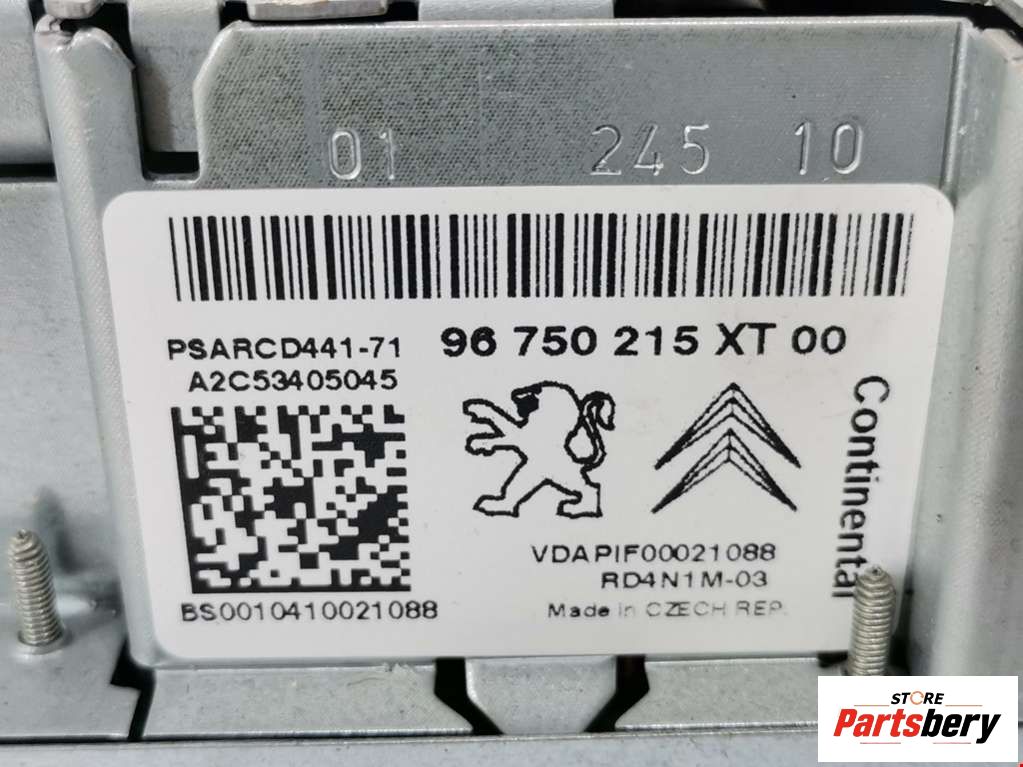 01 245 10
PSARCD441-71 96 750 215 XT 00
A2C53405045
Continental
VDAPIF00021088
RD4N1M-03
BS0010410021088
Made in CZECH REP.
STORE
Partsbery